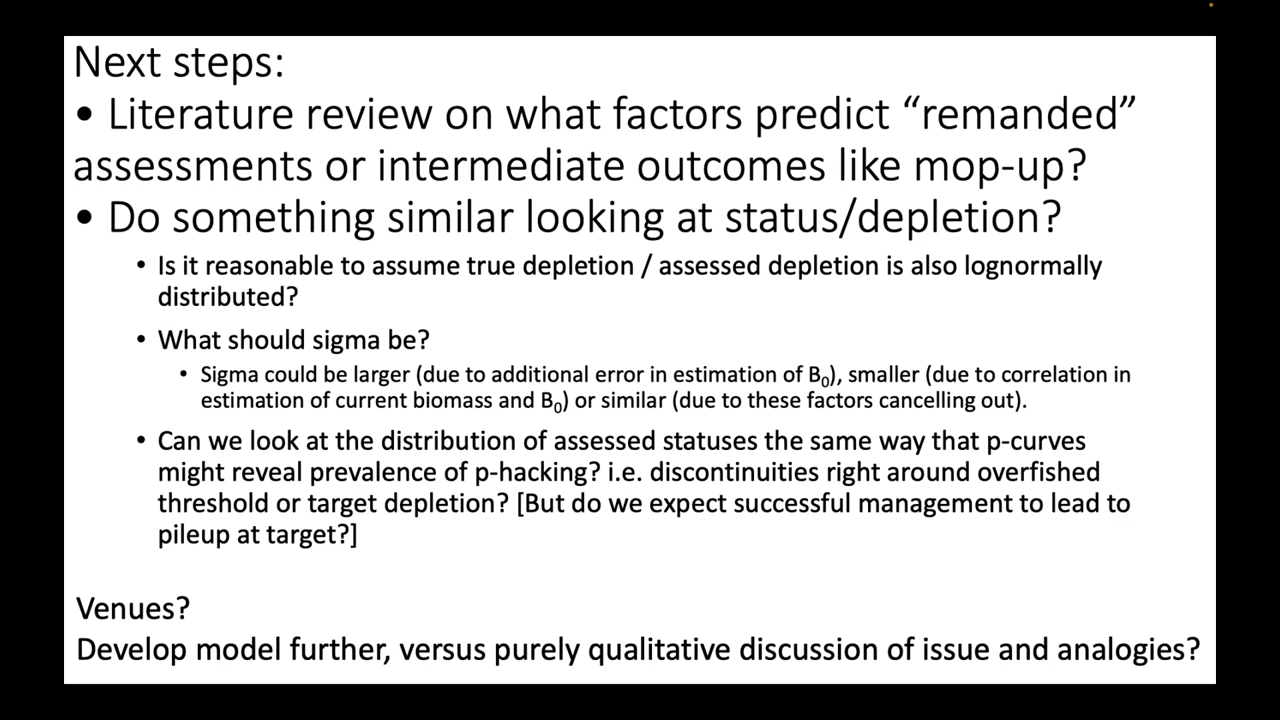 Next steps:
• Literature review on what factors predict “remanded”
assessments or intermediate outcomes like mop-up?
• Do something similar looking at status/depletion?
• Is it reasonable to assume true depletion / assessed depletion is also lognormally
distributed?
• What should sigma be?
• Sigma could be larger (due to additional error in estimation of B₀), smaller (due to correlation in
estimation of current biomass and B₀) or similar (due to these factors cancelling out).
• Can we look at the distribution of assessed statuses the same way that p-curves
might reveal prevalence of p-hacking? i.e. discontinuities right around overfished
threshold or target depletion? [But do we expect successful management to lead to
pileup at target?]
Venues?
Develop model further, versus purely qualitative discussion of issue and analogies?